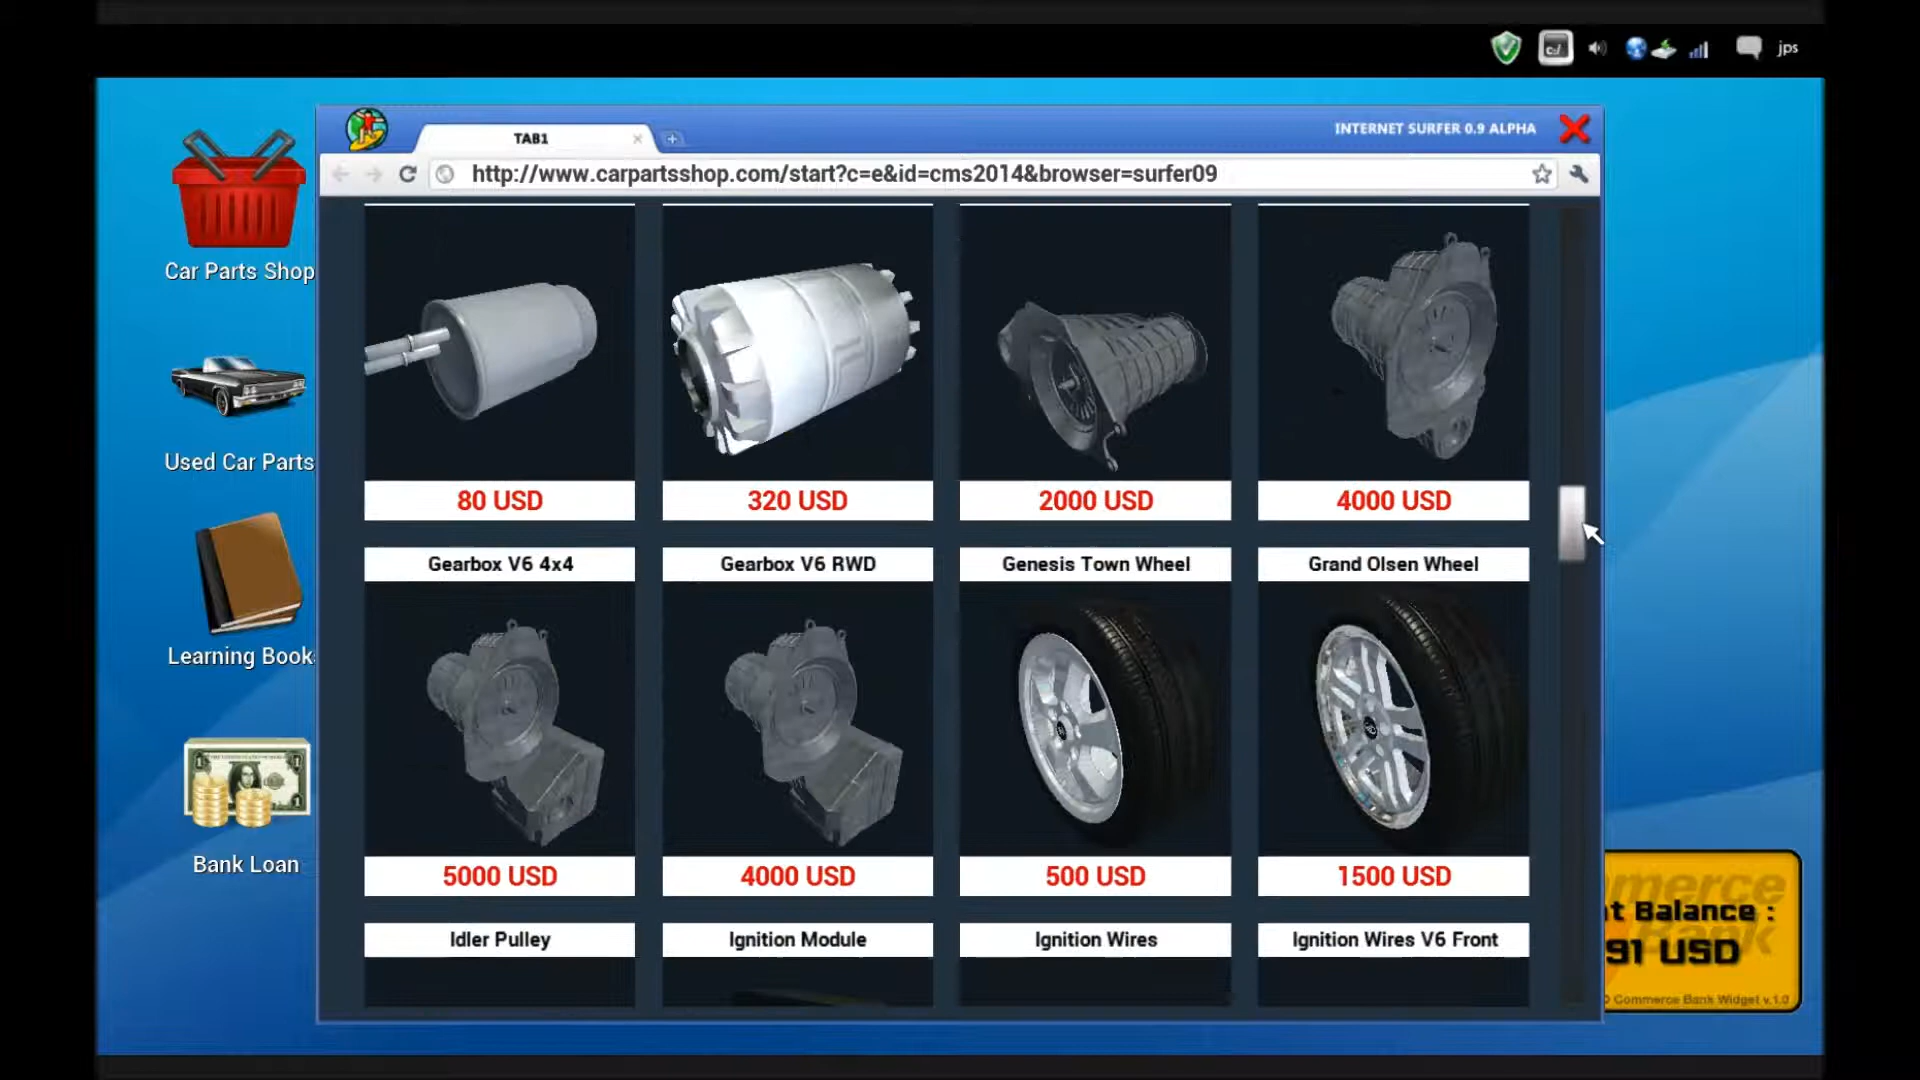 jps
TAB1
INTERNET SURFER 0.9 ALPHA
http://www.carpartsshop.com/start?c=e&id=cms2014&browser=surfer09
Car Parts Shop
Used Car Parts
Learning Book
Bank Loan
80 USD
320 USD
2000 USD
4000 USD
Gearbox V6 4x4
Gearbox V6 RWD
Genesis Town Wheel
Grand Olsen Wheel
5000 USD
4000 USD
500 USD
1500 USD
Idler Pulley
Ignition Module
Ignition Wires
Ignition Wires V6 Front
t Balance :
91 USD
Commerce Bank Widget v.1.0